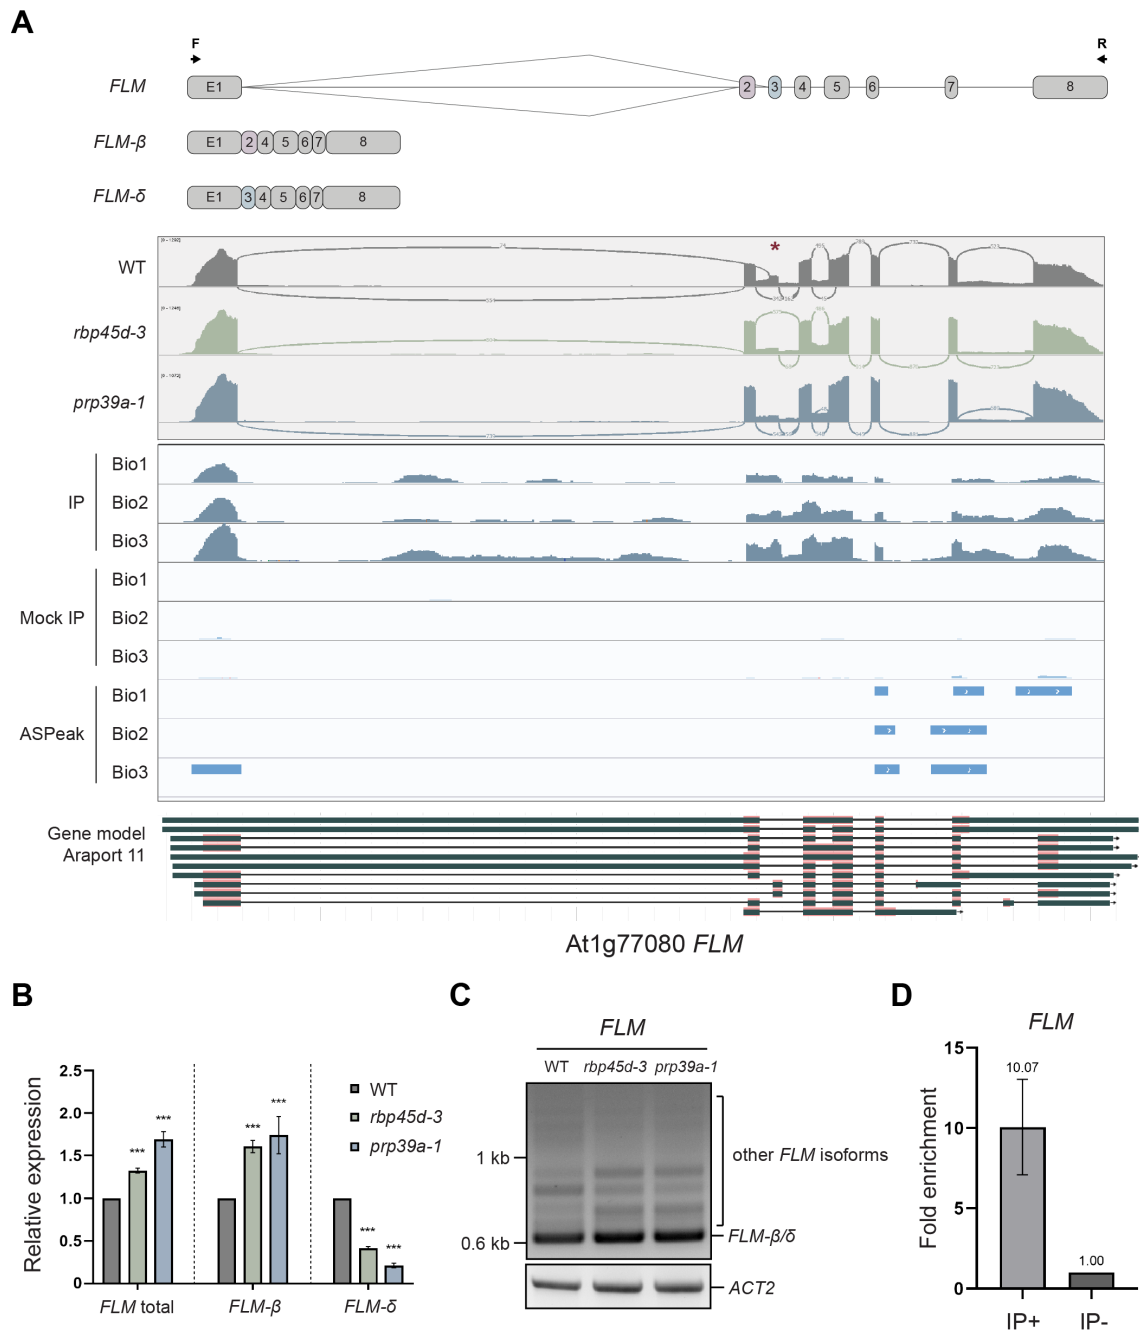 A
F
R
FLM
E1
2
3
4
5
6
7
8
FLM-β
E1
2
4
5
6
7
8
FLM-δ
E1
3
4
5
6
7
8
*
WT
rbp45d-3
prp39a-1
IP
Bio1
Bio2
Bio3
Mock IP
Bio1
Bio2
Bio3
ASPeak
Bio1
Bio2
Bio3
Gene model
Araport 11
At1g77080 FLM
B
Relative expression
2.5
2.0
1.5
1.0
0.5
0
WT
rbp45d-3
prp39a-1
***
***
***
***
***
***
FLM total
FLM-β
FLM-δ
C
FLM
WT rbp45d-3 prp39a-1
1 kb
0.6 kb
other FLM isoforms
FLM-β/δ
ACT2
D
FLM
Fold enrichment
15
10
5
0
10.07
1.00
IP+
IP-